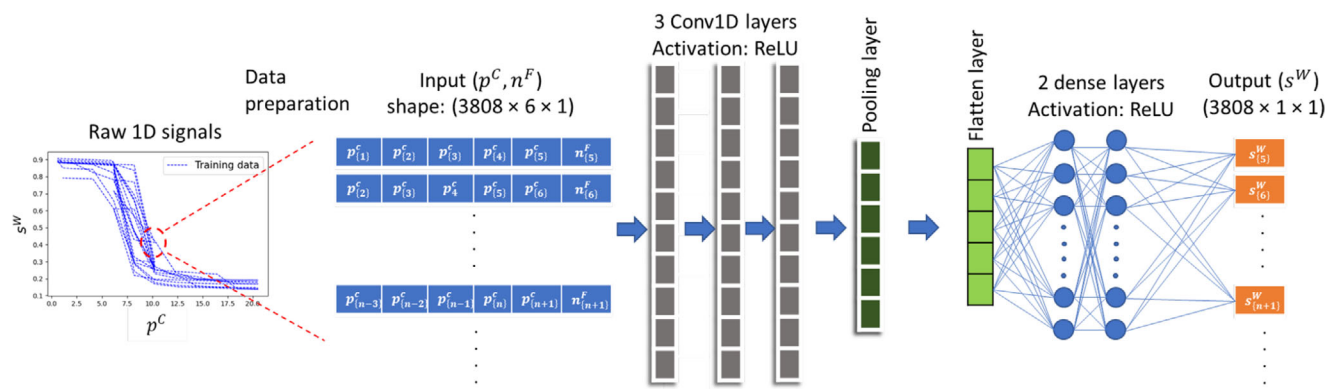 3 Conv1D layers
Activation: ReLU
Data
preparation
Input (p^C, n^F)
shape: (3808 × 6 × 1)
Raw 1D signals
Training data
0.9
0.8
0.7
0.6
0.5
0.4
0.3
0.2
0.1
s^W
0.0 2.5 5.0 7.5 10.0 12.5 15.0 17.5 20.0
p^C
p^c_{(1)} p^c_{(2)} p^c_{(3)} p^c_{(4)} p^c_{(5)} n^F_{(5)}
p^c_{(2)} p^c_{(3)} p^c_4 p^c_{(5)} p^c_{(6)} n^F_{(6)}
p^c_{(n-3)} p^c_{(n-2)} p^c_{(n-1)} p^c_{(n)} p^c_{(n+1)} n^F_{(n+1)}
Pooling layer
Flatten layer
2 dense layers
Activation: ReLU
Output (s^W)
(3808 × 1 × 1)
s^W_{(5)}
s^W_{(6)}
s^W_{(n+1)}